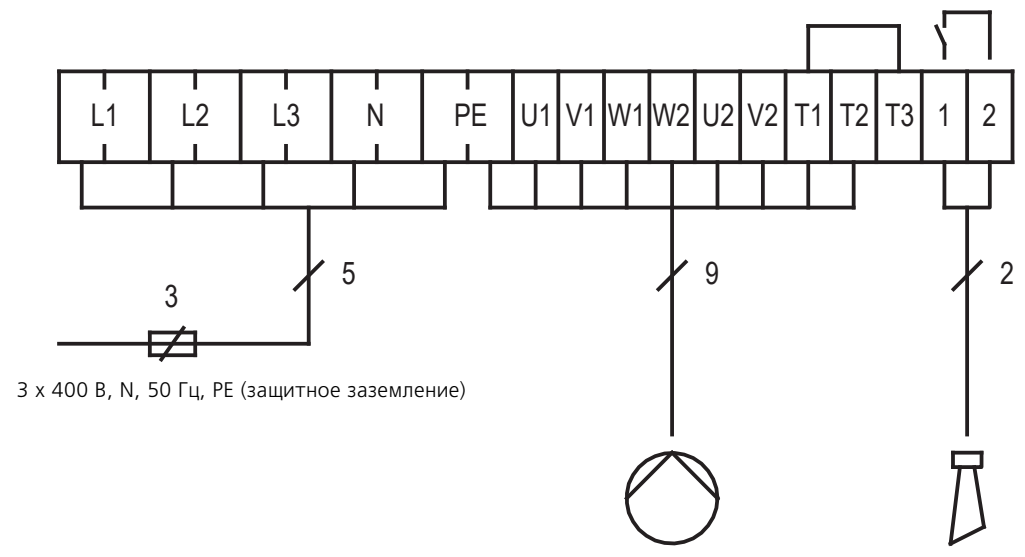 L1 L2 L3 N PE U1 V1 W1 W2 U2 V2 T1 T2 T3 1 2
5 9 2
3
3 x 400 В, N, 50 Гц, PE (защитное заземление)